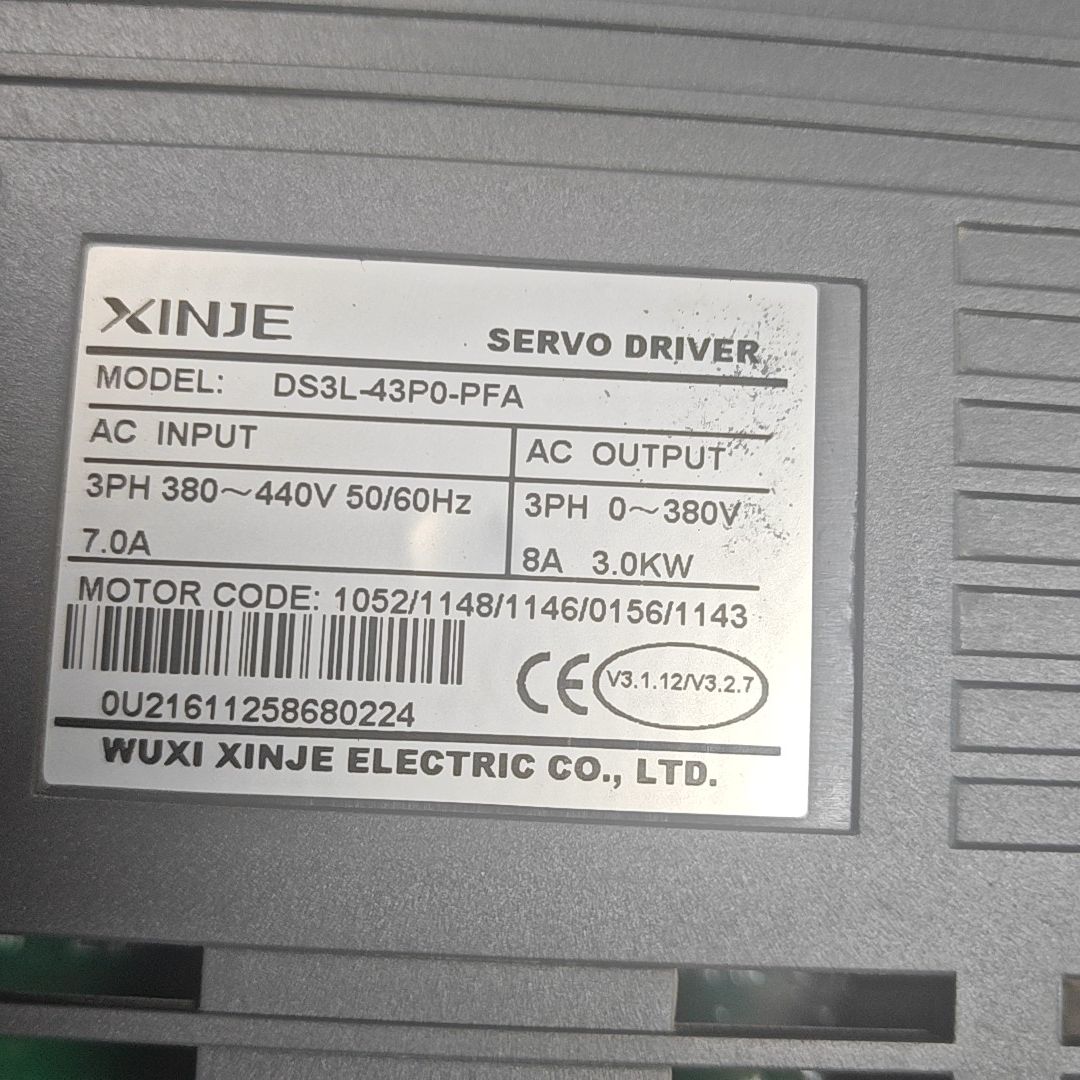 XINJE
SERVO DRIVER
MODEL: DS3L-43P0-PFA
AC INPUT
AC OUTPUT
3PH 380～440V 50/60Hz
7.0A
3PH 0～380V
8A 3.0KW
MOTOR CODE: 1052/1148/1146/0156/1143
CE V3.1.12/V3.2.7
0U21611258680224
WUXI XINJE ELECTRIC CO., LTD.